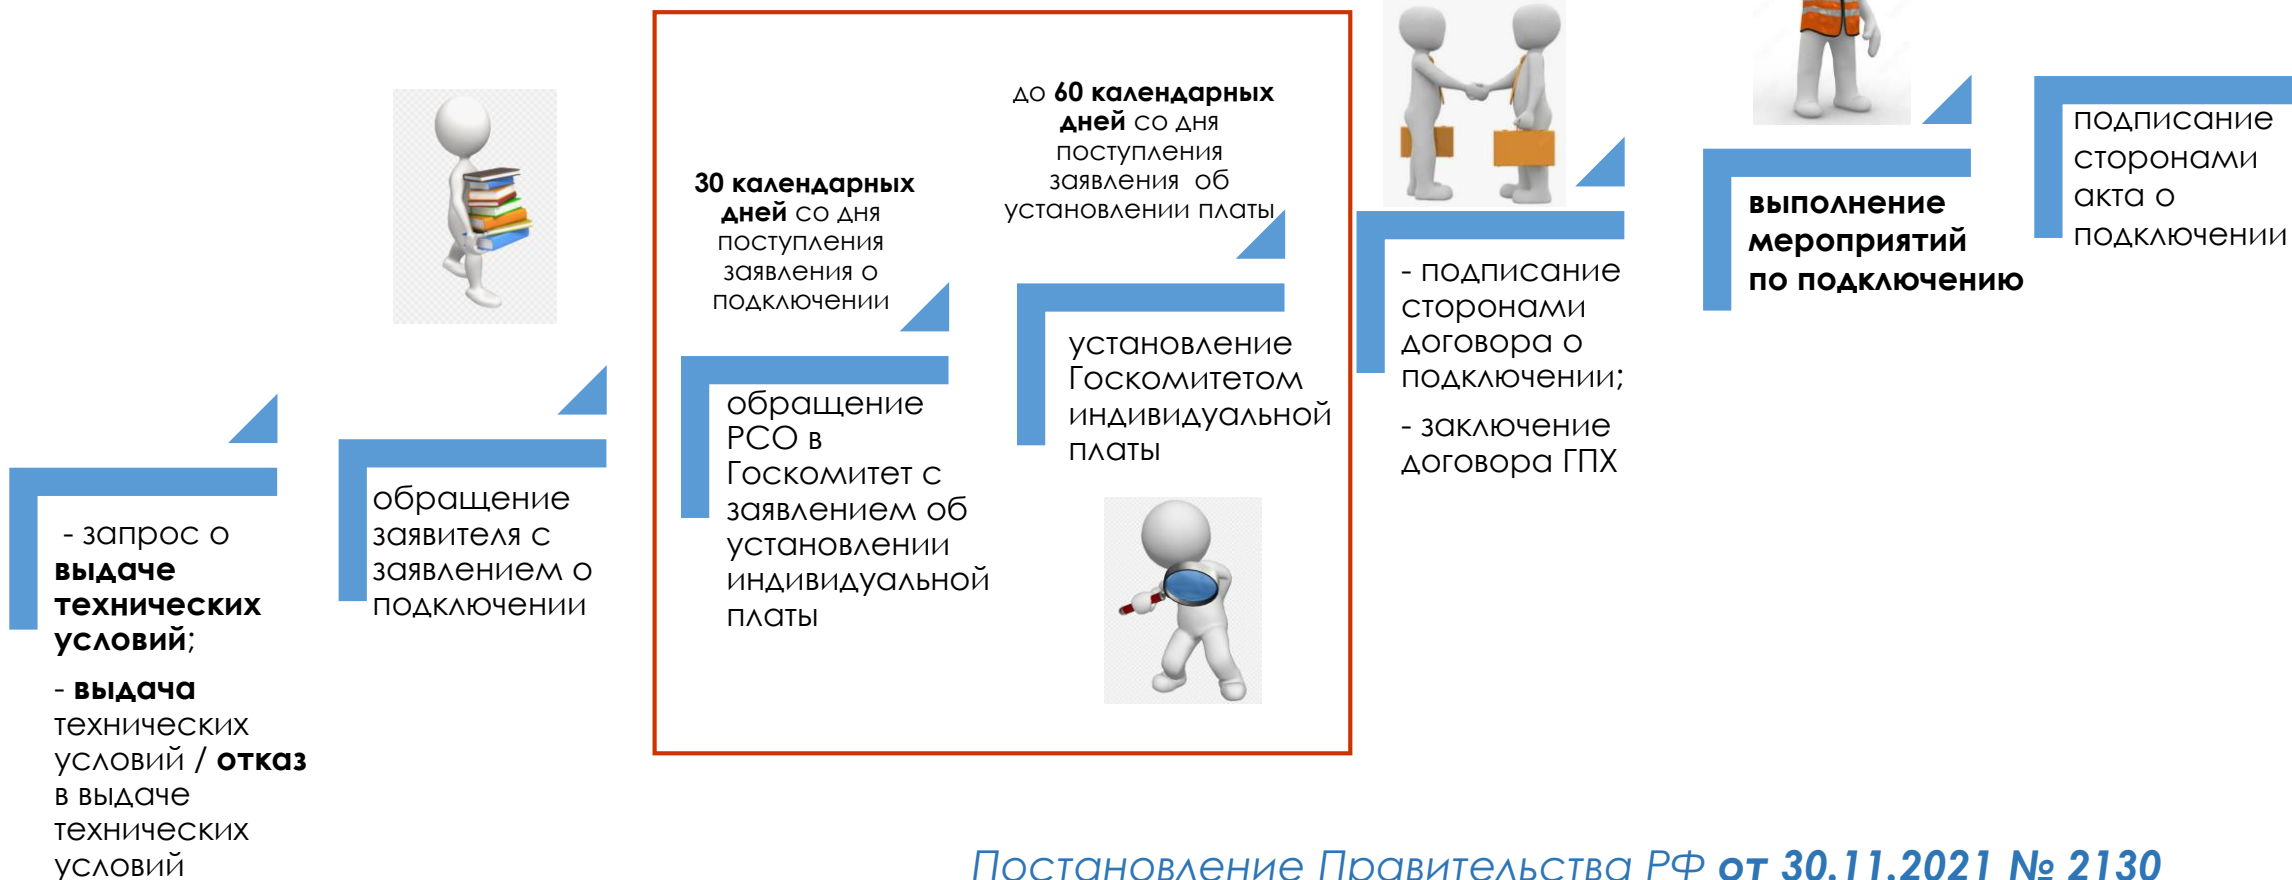 - запрос о
выдаче
технических
условий;
- выдача
технических
условий / отказ
в выдаче
технических
условий
обращение
заявителя с
заявлением о
подключении
30 календарных
дней со дня
поступления
заявления о
подключении
обращение
РСО в
Госкомитет с
заявлением об
установлении
индивидуальной
платы
до 60 календарных
дней со дня
поступления
заявления об
установлении платы
установление
Госкомитетом
индивидуальной
платы
- подписание
сторонами
договора о
подключении;
- заключение
договора ГПХ
выполнение
мероприятий
по подключению
подписание
сторонами
акта о
подключении
Постановление Правительства РФ от 30.11.2021 № 2130